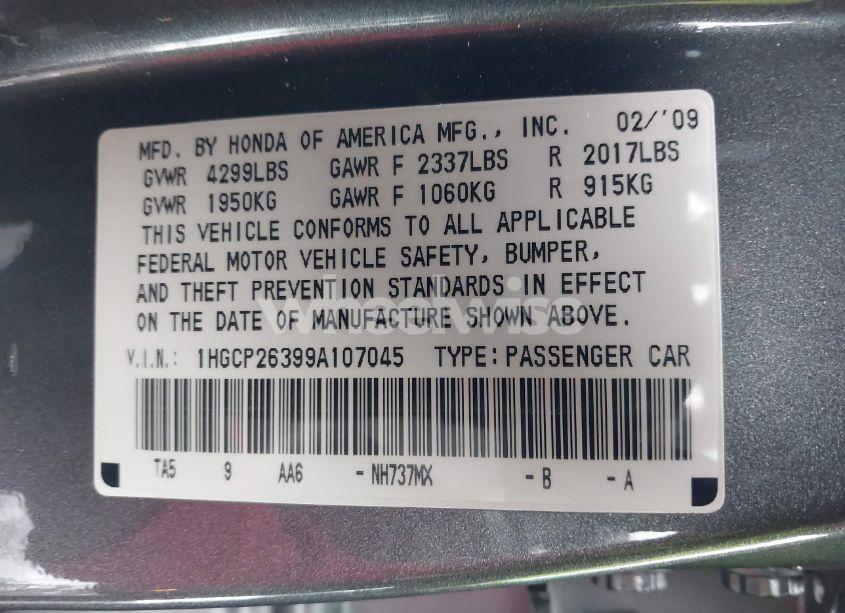 MFD. BY HONDA OF AMERICA MFG., INC. 02/'09
GVWR 4299LBS GAWR F 2337LBS R 2017LBS
GVWR 1950KG GAWR F 1060KG R 915KG
THIS VEHICLE CONFORMS TO ALL APPLICABLE
FEDERAL MOTOR VEHICLE SAFETY, BUMPER,
AND THEFT PREVENTION STANDARDS IN EFFECT
wheelwise
ON THE DATE OF MANUFACTURE SHOWN ABOVE.
V.I.N.: 1HGCP26399A107045 TYPE: PASSENGER CAR
TA5 9 AA6 - NH737MX - B - A